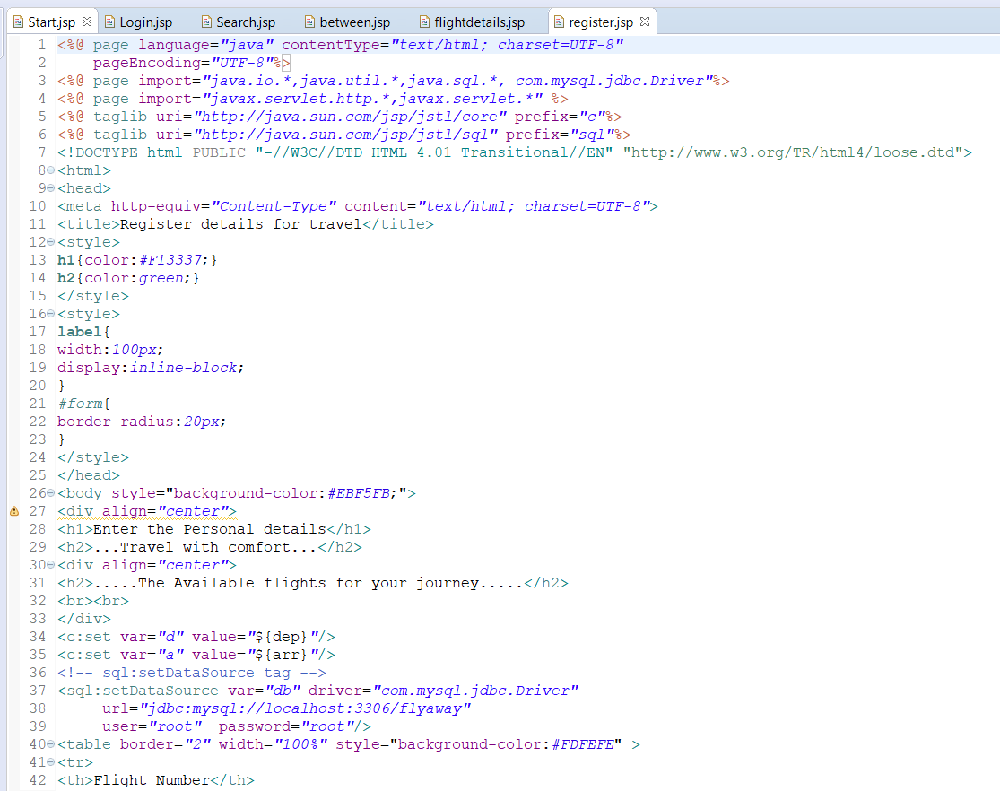 Start.jsp Login.jsp Search.jsp between.jsp flightdetails.jsp register.jsp
1 <%@ page language="java" contentType="text/html; charset=UTF-8"
2 pageEncoding="UTF-8"%>
3 <%@ page import="java.io.*,java.util.*,java.sql.*, com.mysql.jdbc.Driver"%>
4 <%@ page import="javax.servlet.http.*,javax.servlet.*" %>
5 <%@ taglib uri="http://java.sun.com/jsp/jstl/core" prefix="c"%>
6 <%@ taglib uri="http://java.sun.com/jsp/jstl/sql" prefix="sql"%>
7 <!DOCTYPE html PUBLIC "-//W3C//DTD HTML 4.01 Transitional//EN" "http://www.w3.org/TR/html4/loose.dtd">
8 <html>
9 <head>
10 <meta http-equiv="Content-Type" content="text/html; charset=UTF-8">
11 <title>Register details for travel</title>
12 <style>
13 h1{color:#F13337;}
14 h2{color:green;}
15 </style>
16 <style>
17 label{
18 width:100px;
19 display:inline-block;
20 }
21 #form{
22 border-radius:20px;
23 }
24 </style>
25 </head>
26 <body style="background-color:#EBF5FB;">
27 <div align="center">
28 <h1>Enter the Personal details</h1>
29 <h2>...Travel with comfort...</h2>
30 <div align="center">
31 <h2>.....The Available flights for your journey.....</h2>
32 <br><br>
33 </div>
34 <c:set var="d" value="${dep}"/>
35 <c:set var="a" value="${arr}"/>
36 <!-- sql:setDataSource tag -->
37 <sql:setDataSource var="db" driver="com.mysql.jdbc.Driver"
38 url="jdbc:mysql://localhost:3306/flyaway"
39 user="root"  password="root"/>
40 <table border="2" width="100%" style="background-color:#FDFEFE" >
41 <tr>
42 <th>Flight Number</th>